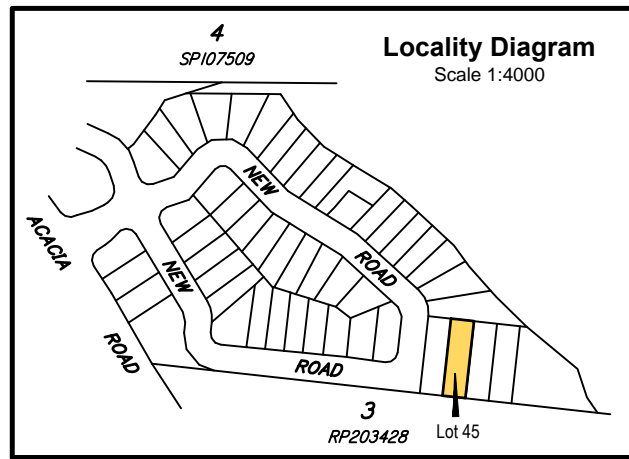 4
SP107509
Locality Diagram
Scale 1:4000
NEW
ROAD
ACACIA
ROAD
NEW
ROAD
3
RP203428
Lot 45